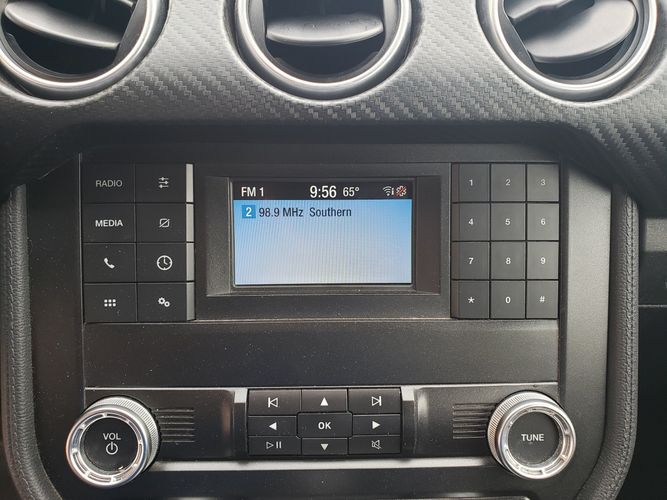 FM 1 9:56 65°
2 98.9 MHz Southern
RADIO
MEDIA
1 2 3
4 5 6
7 8 9
* 0 #
VOL
OK
TUNE